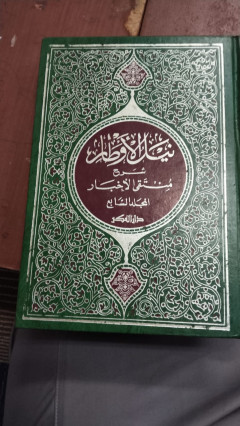 نيل الأوطار
شرح
منتقى الأخبار
المجلد السابع
دار الفكر